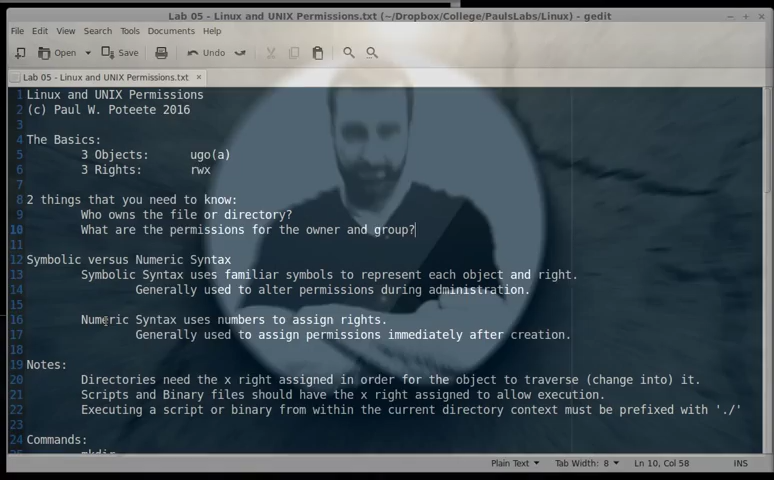 Lab 05 - Linux and UNIX Permissions.txt (~/Dropbox/College/PaulsLabs/Linux) - gedit
File Edit View Search Tools Documents Help
Open Save Undo
Lab 05 - Linux and UNIX Permissions.txt ×
1 Linux and UNIX Permissions
2 (c) Paul W. Poteete 2016
3
4 The Basics:
5 3 Objects: ugo(a)
6 3 Rights: rwx
7
8 2 things that you need to know:
9 Who owns the file or directory?
10 What are the permissions for the owner and group?
11
12 Symbolic versus Numeric Syntax
13 Symbolic Syntax uses familiar symbols to represent each object and right.
14 Generally used to alter permissions during administration.
15
16 Numeric Syntax uses numbers to assign rights.
17 Generally used to assign permissions immediately after creation.
18
19 Notes:
20 Directories need the x right assigned in order for the object to traverse (change into) it.
21 Scripts and Binary files should have the x right assigned to allow execution.
22 Executing a script or binary from within the current directory context must be prefixed with './'
23
24 Commands:
mkdir
Plain Text Tab Width: 8 Ln 10, Col 58 INS